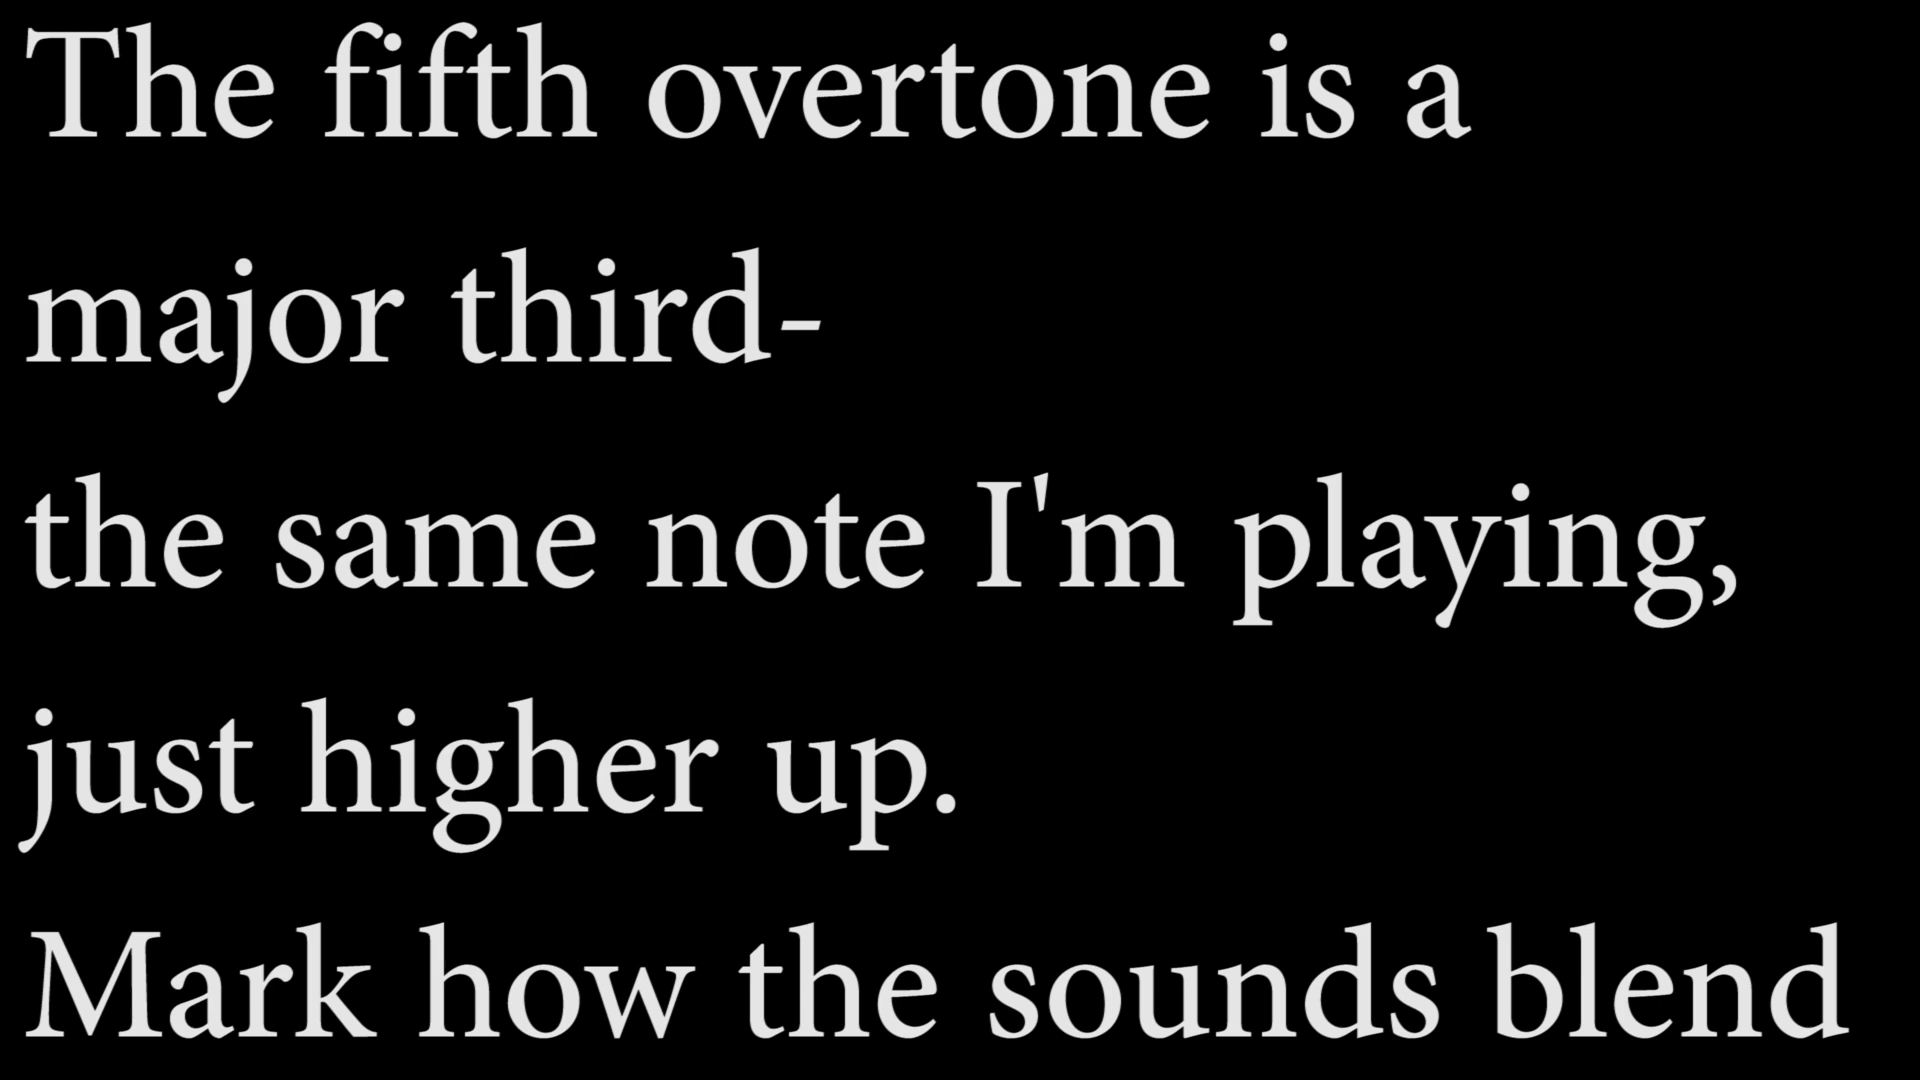 The fifth overtone is a
major third-
the same note I'm playing,
just higher up.
Mark how the sounds blend